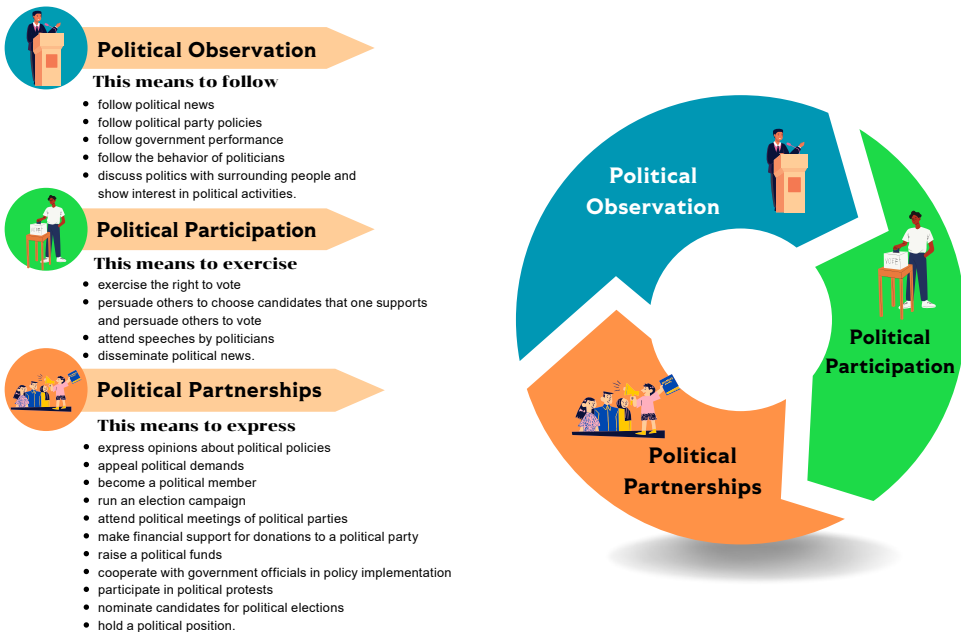 Political Observation
This means to follow
• follow political news
• follow political party policies
• follow government performance
• follow the behavior of politicians
• discuss politics with surrounding people and
show interest in political activities.
Political Participation
This means to exercise
• exercise the right to vote
• persuade others to choose candidates that one supports
and persuade others to vote
• attend speeches by politicians
• disseminate political news.
Political Partnerships
This means to express
• express opinions about political policies
• appeal political demands
• become a political member
• run an election campaign
• attend political meetings of political parties
• make financial support for donations to a political party
• raise a political funds
• cooperate with government officials in policy implementation
• participate in political protests
• nominate candidates for political elections
• hold a political position.
Political
Observation
VOTE
Political
Participation
Political
Partnerships